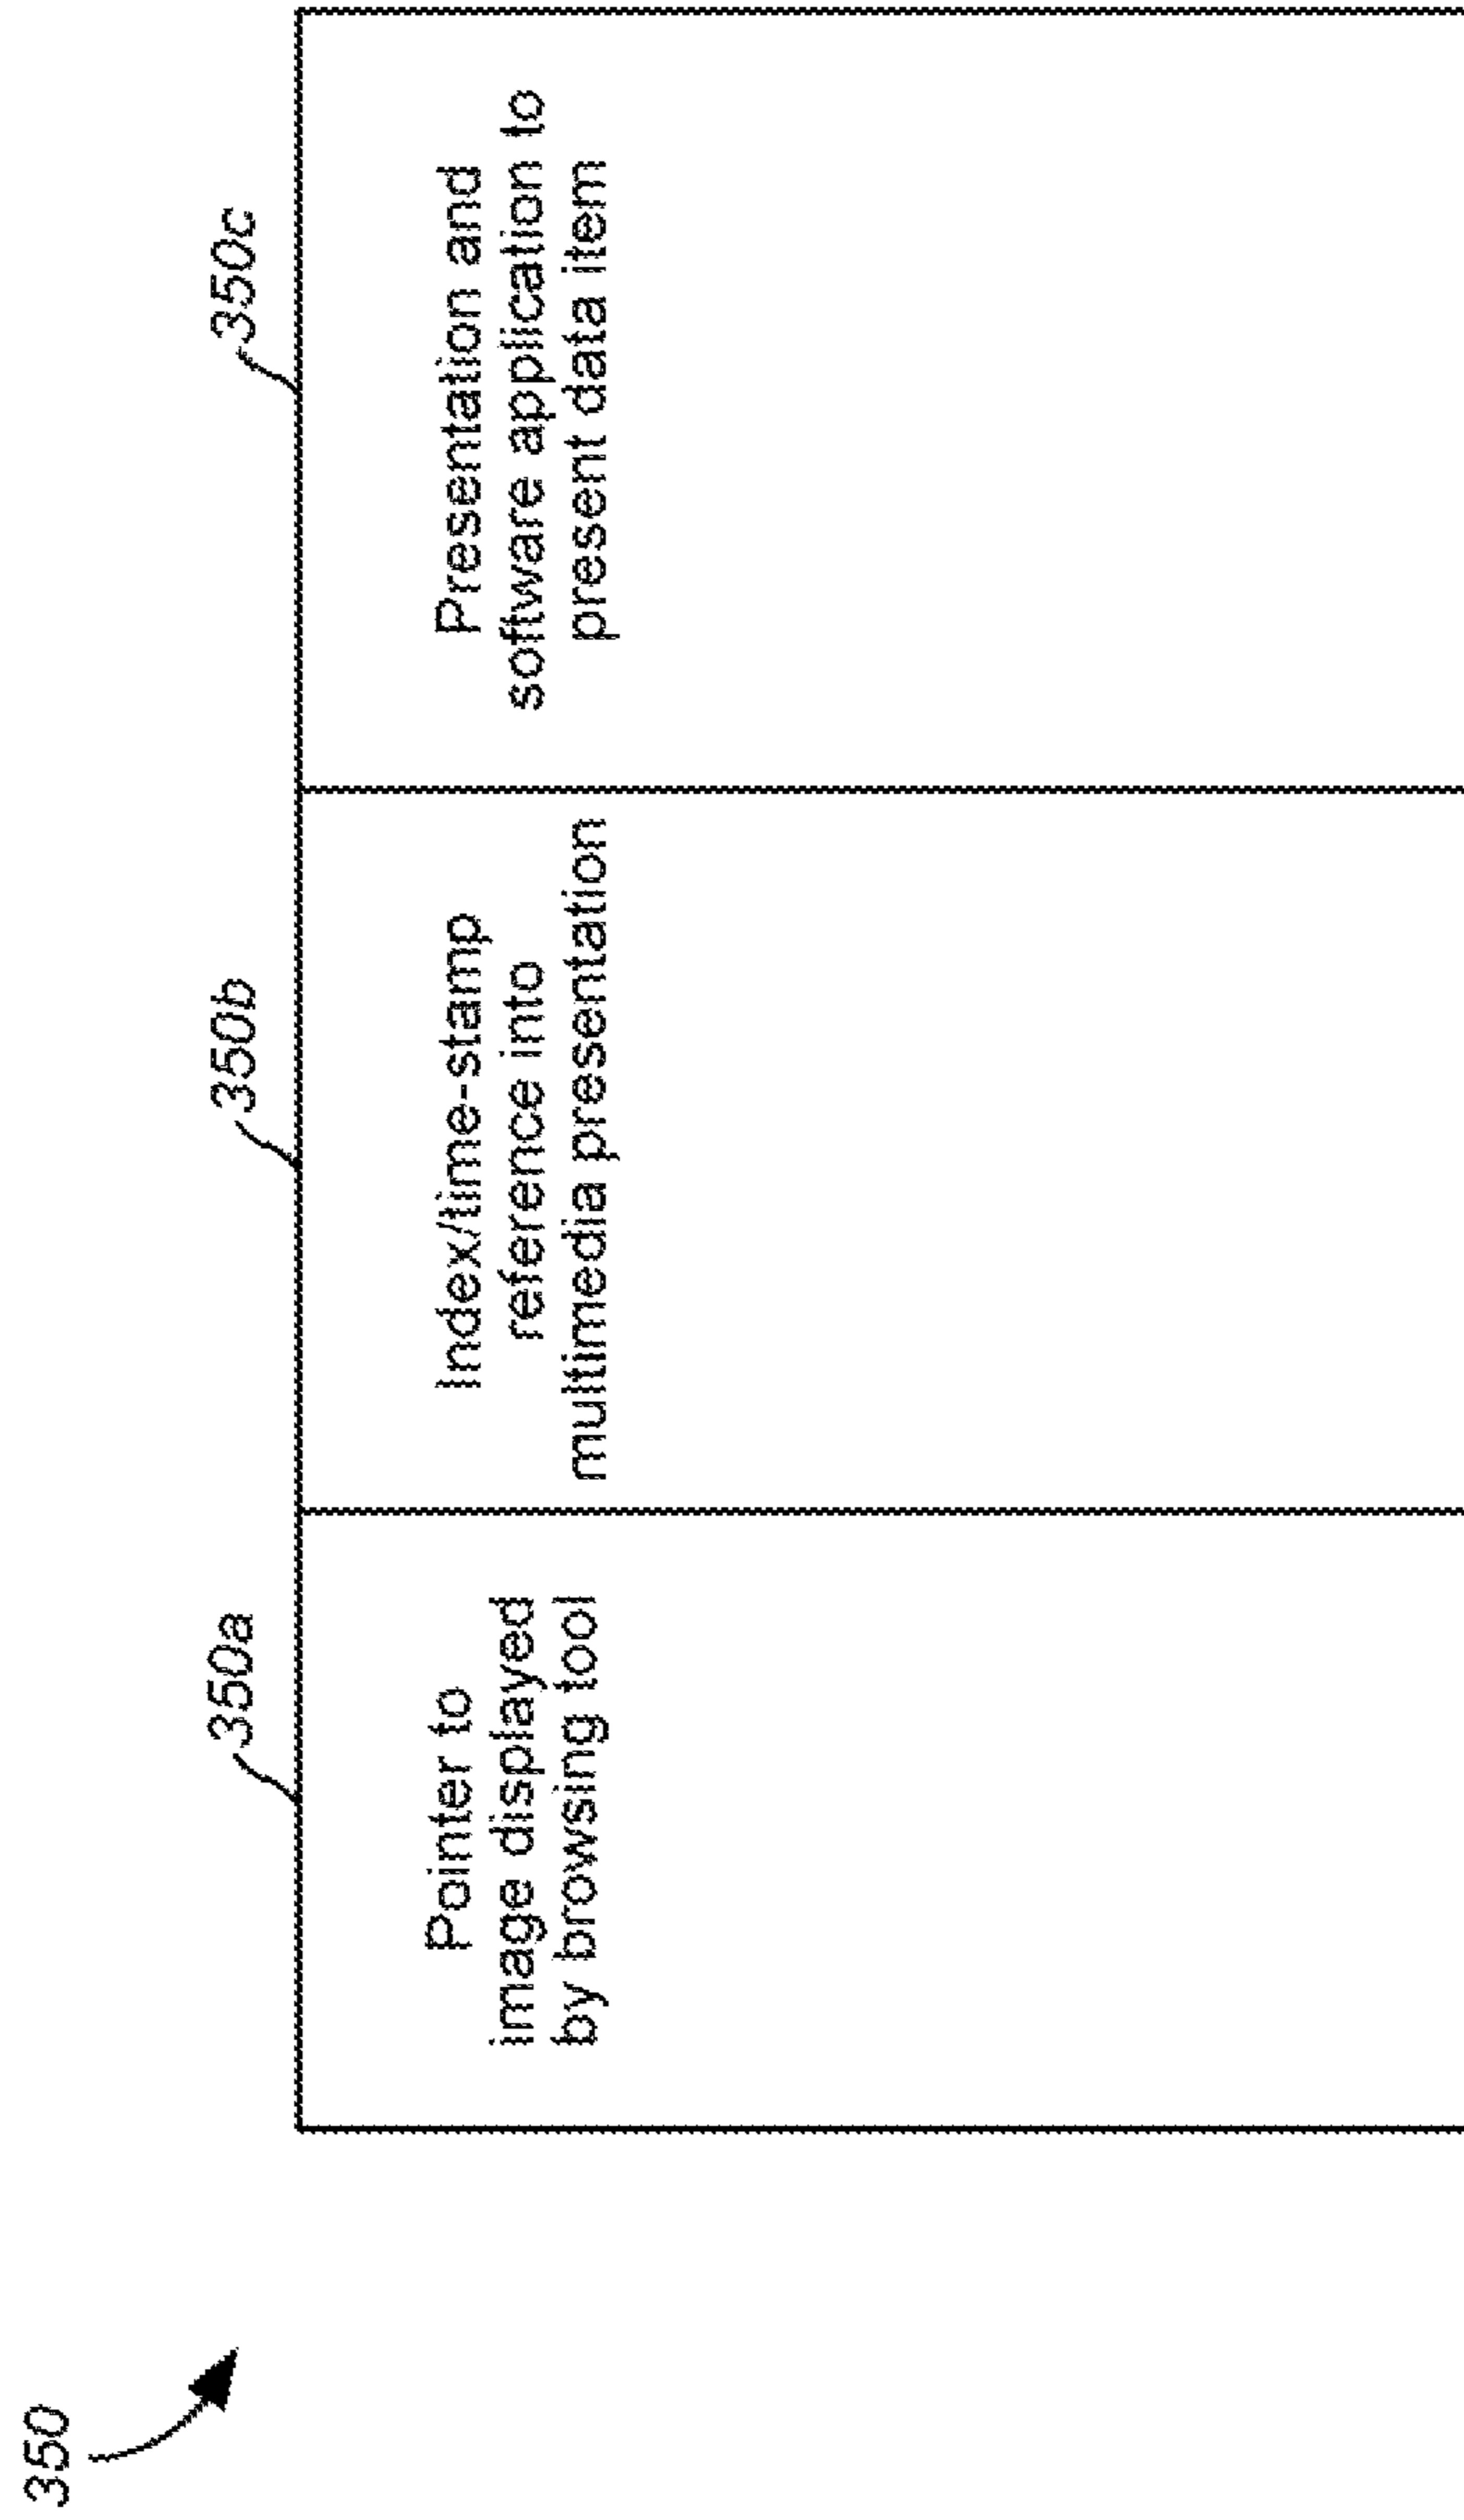 350
350a
350b
350c
Pointer to
image displayed
by browsing tool
Index/time-stamp
reference into
multimedia presentation
Presentation and
software application to
present data item